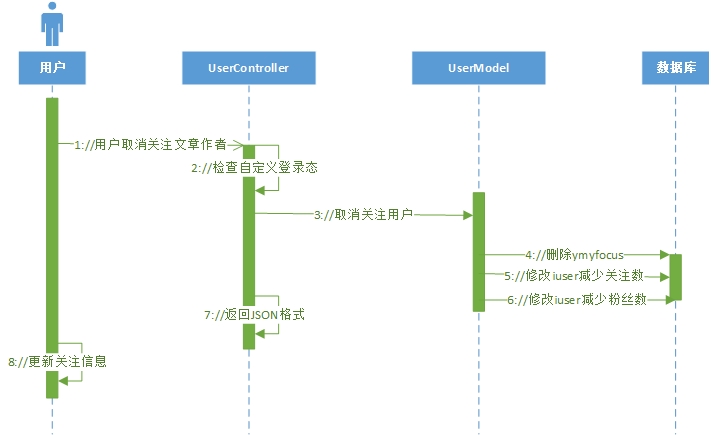 用户
UserController
UserModel
数据库
1://用户取消关注文章作者
2://检查自定义登录态
3://取消关注用户
4://删除ymyfocus
5://修改iuser减少关注数
6://修改iuser减少粉丝数
7://返回JSON格式
8://更新关注信息